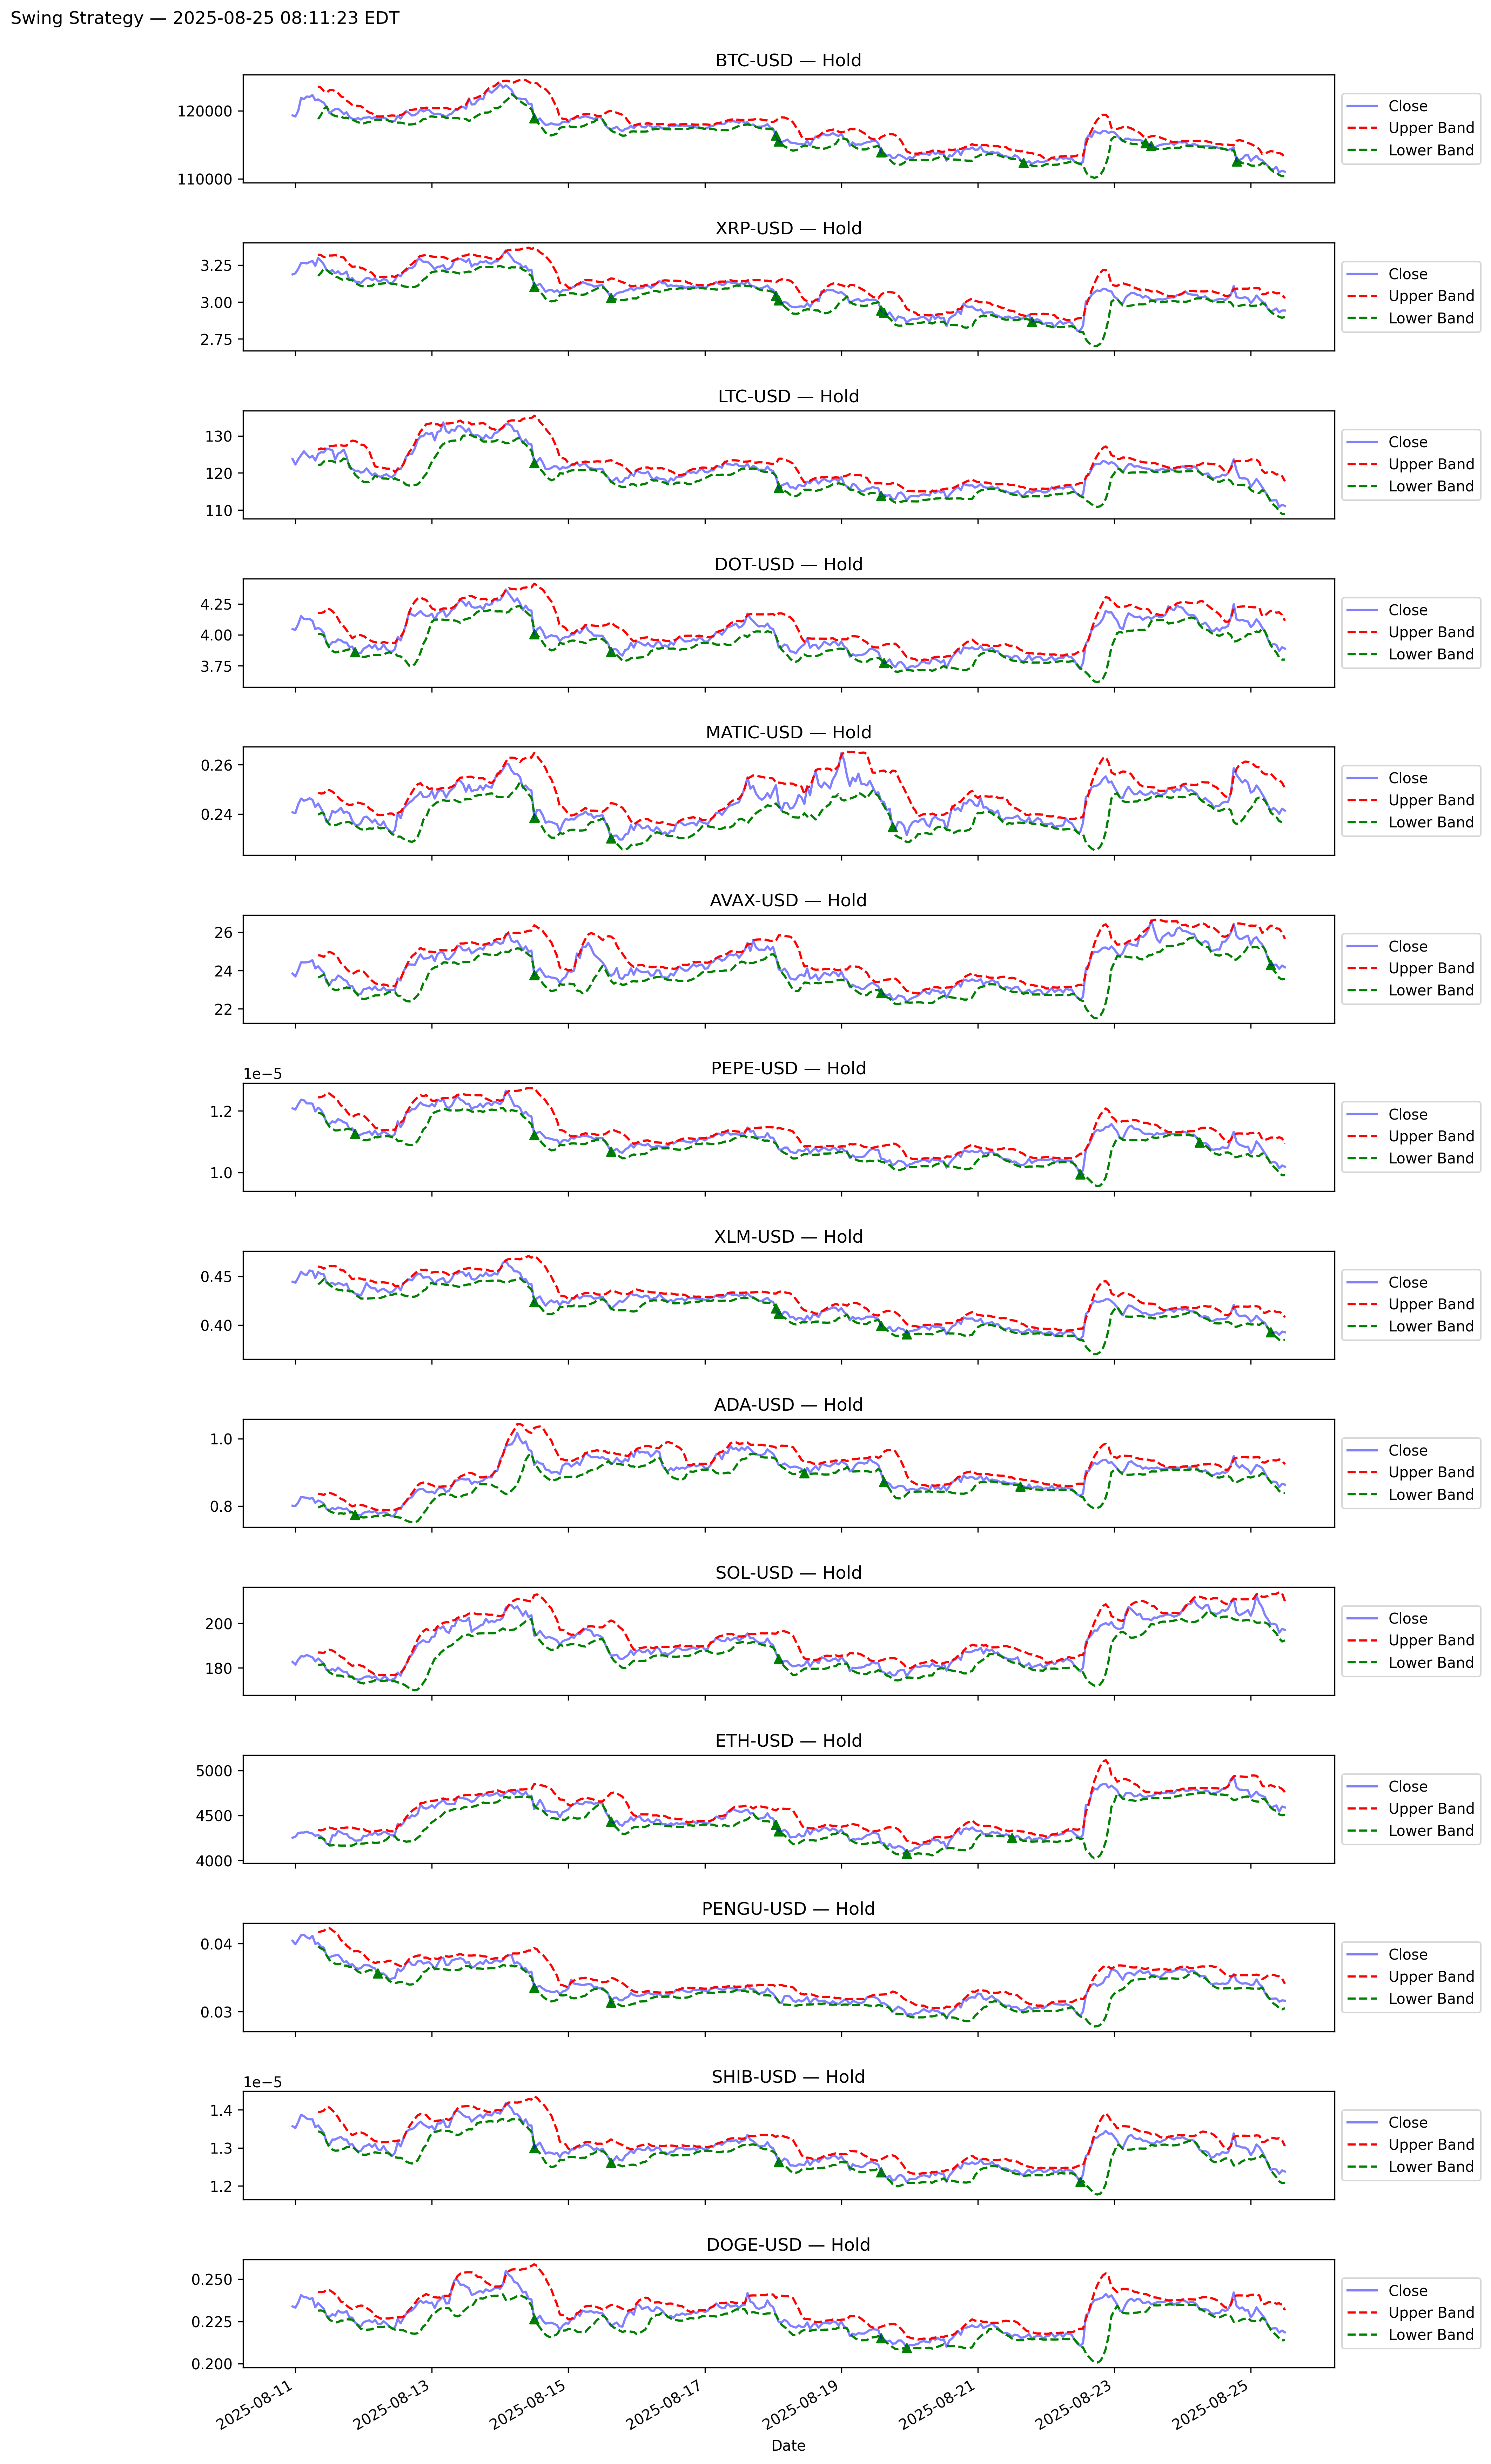 Swing Strategy — 2025-08-25 08:11:23 EDT
BTC-USD — Hold
120000
110000
Close
Upper Band
Lower Band
XRP-USD — Hold
3.25
3.00
2.75
Close
Upper Band
Lower Band
LTC-USD — Hold
130
120
110
Close
Upper Band
Lower Band
DOT-USD — Hold
4.25
4.00
3.75
Close
Upper Band
Lower Band
MATIC-USD — Hold
0.26
0.24
Close
Upper Band
Lower Band
AVAX-USD — Hold
26
24
22
Close
Upper Band
Lower Band
PEPE-USD — Hold
1e−5
1.2
1.0
Close
Upper Band
Lower Band
XLM-USD — Hold
0.45
0.40
Close
Upper Band
Lower Band
ADA-USD — Hold
1.0
0.8
Close
Upper Band
Lower Band
SOL-USD — Hold
200
180
Close
Upper Band
Lower Band
ETH-USD — Hold
5000
4500
4000
Close
Upper Band
Lower Band
PENGU-USD — Hold
0.04
0.03
Close
Upper Band
Lower Band
SHIB-USD — Hold
1e−5
1.4
1.3
1.2
Close
Upper Band
Lower Band
DOGE-USD — Hold
0.250
0.225
0.200
Close
Upper Band
Lower Band
2025-08-11
2025-08-13
2025-08-15
2025-08-17
2025-08-19
2025-08-21
2025-08-23
2025-08-25
Date